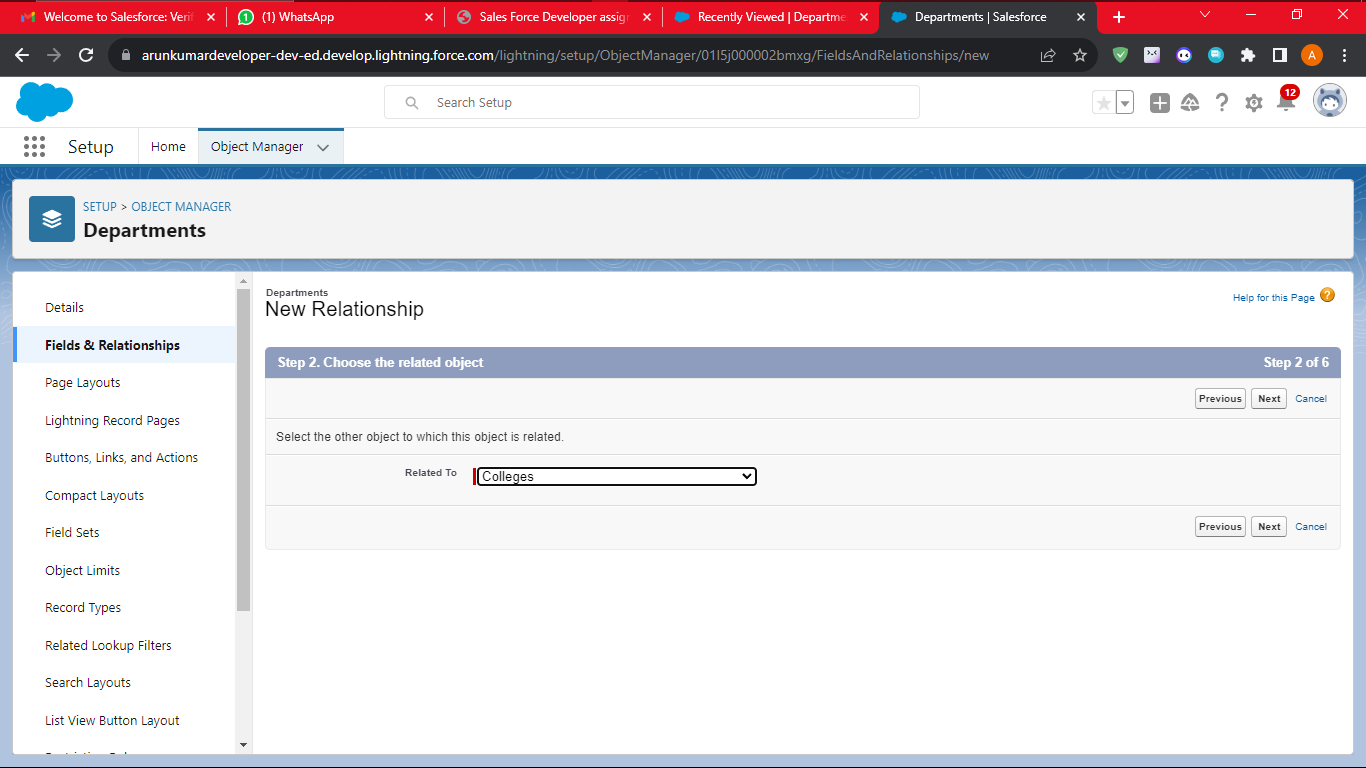 Welcome to Salesforce: Verif
(1) WhatsApp
Sales Force Developer assign
Recently Viewed | Departme
Departments | Salesforce
arunkumardeveloper-dev-ed.develop.lightning.force.com/lightning/setup/ObjectManager/01I5j000002bmxg/FieldsAndRelationships/new
A
Search Setup
12
Setup
Home
Object Manager
SETUP > OBJECT MANAGER
Departments
Details
Fields & Relationships
Page Layouts
Lightning Record Pages
Buttons, Links, and Actions
Compact Layouts
Field Sets
Object Limits
Record Types
Related Lookup Filters
Search Layouts
List View Button Layout
Departments
New Relationship
Help for this Page
Step 2. Choose the related object
Step 2 of 6
Previous
Next
Cancel
Select the other object to which this object is related.
Related To
Colleges
Previous
Next
Cancel